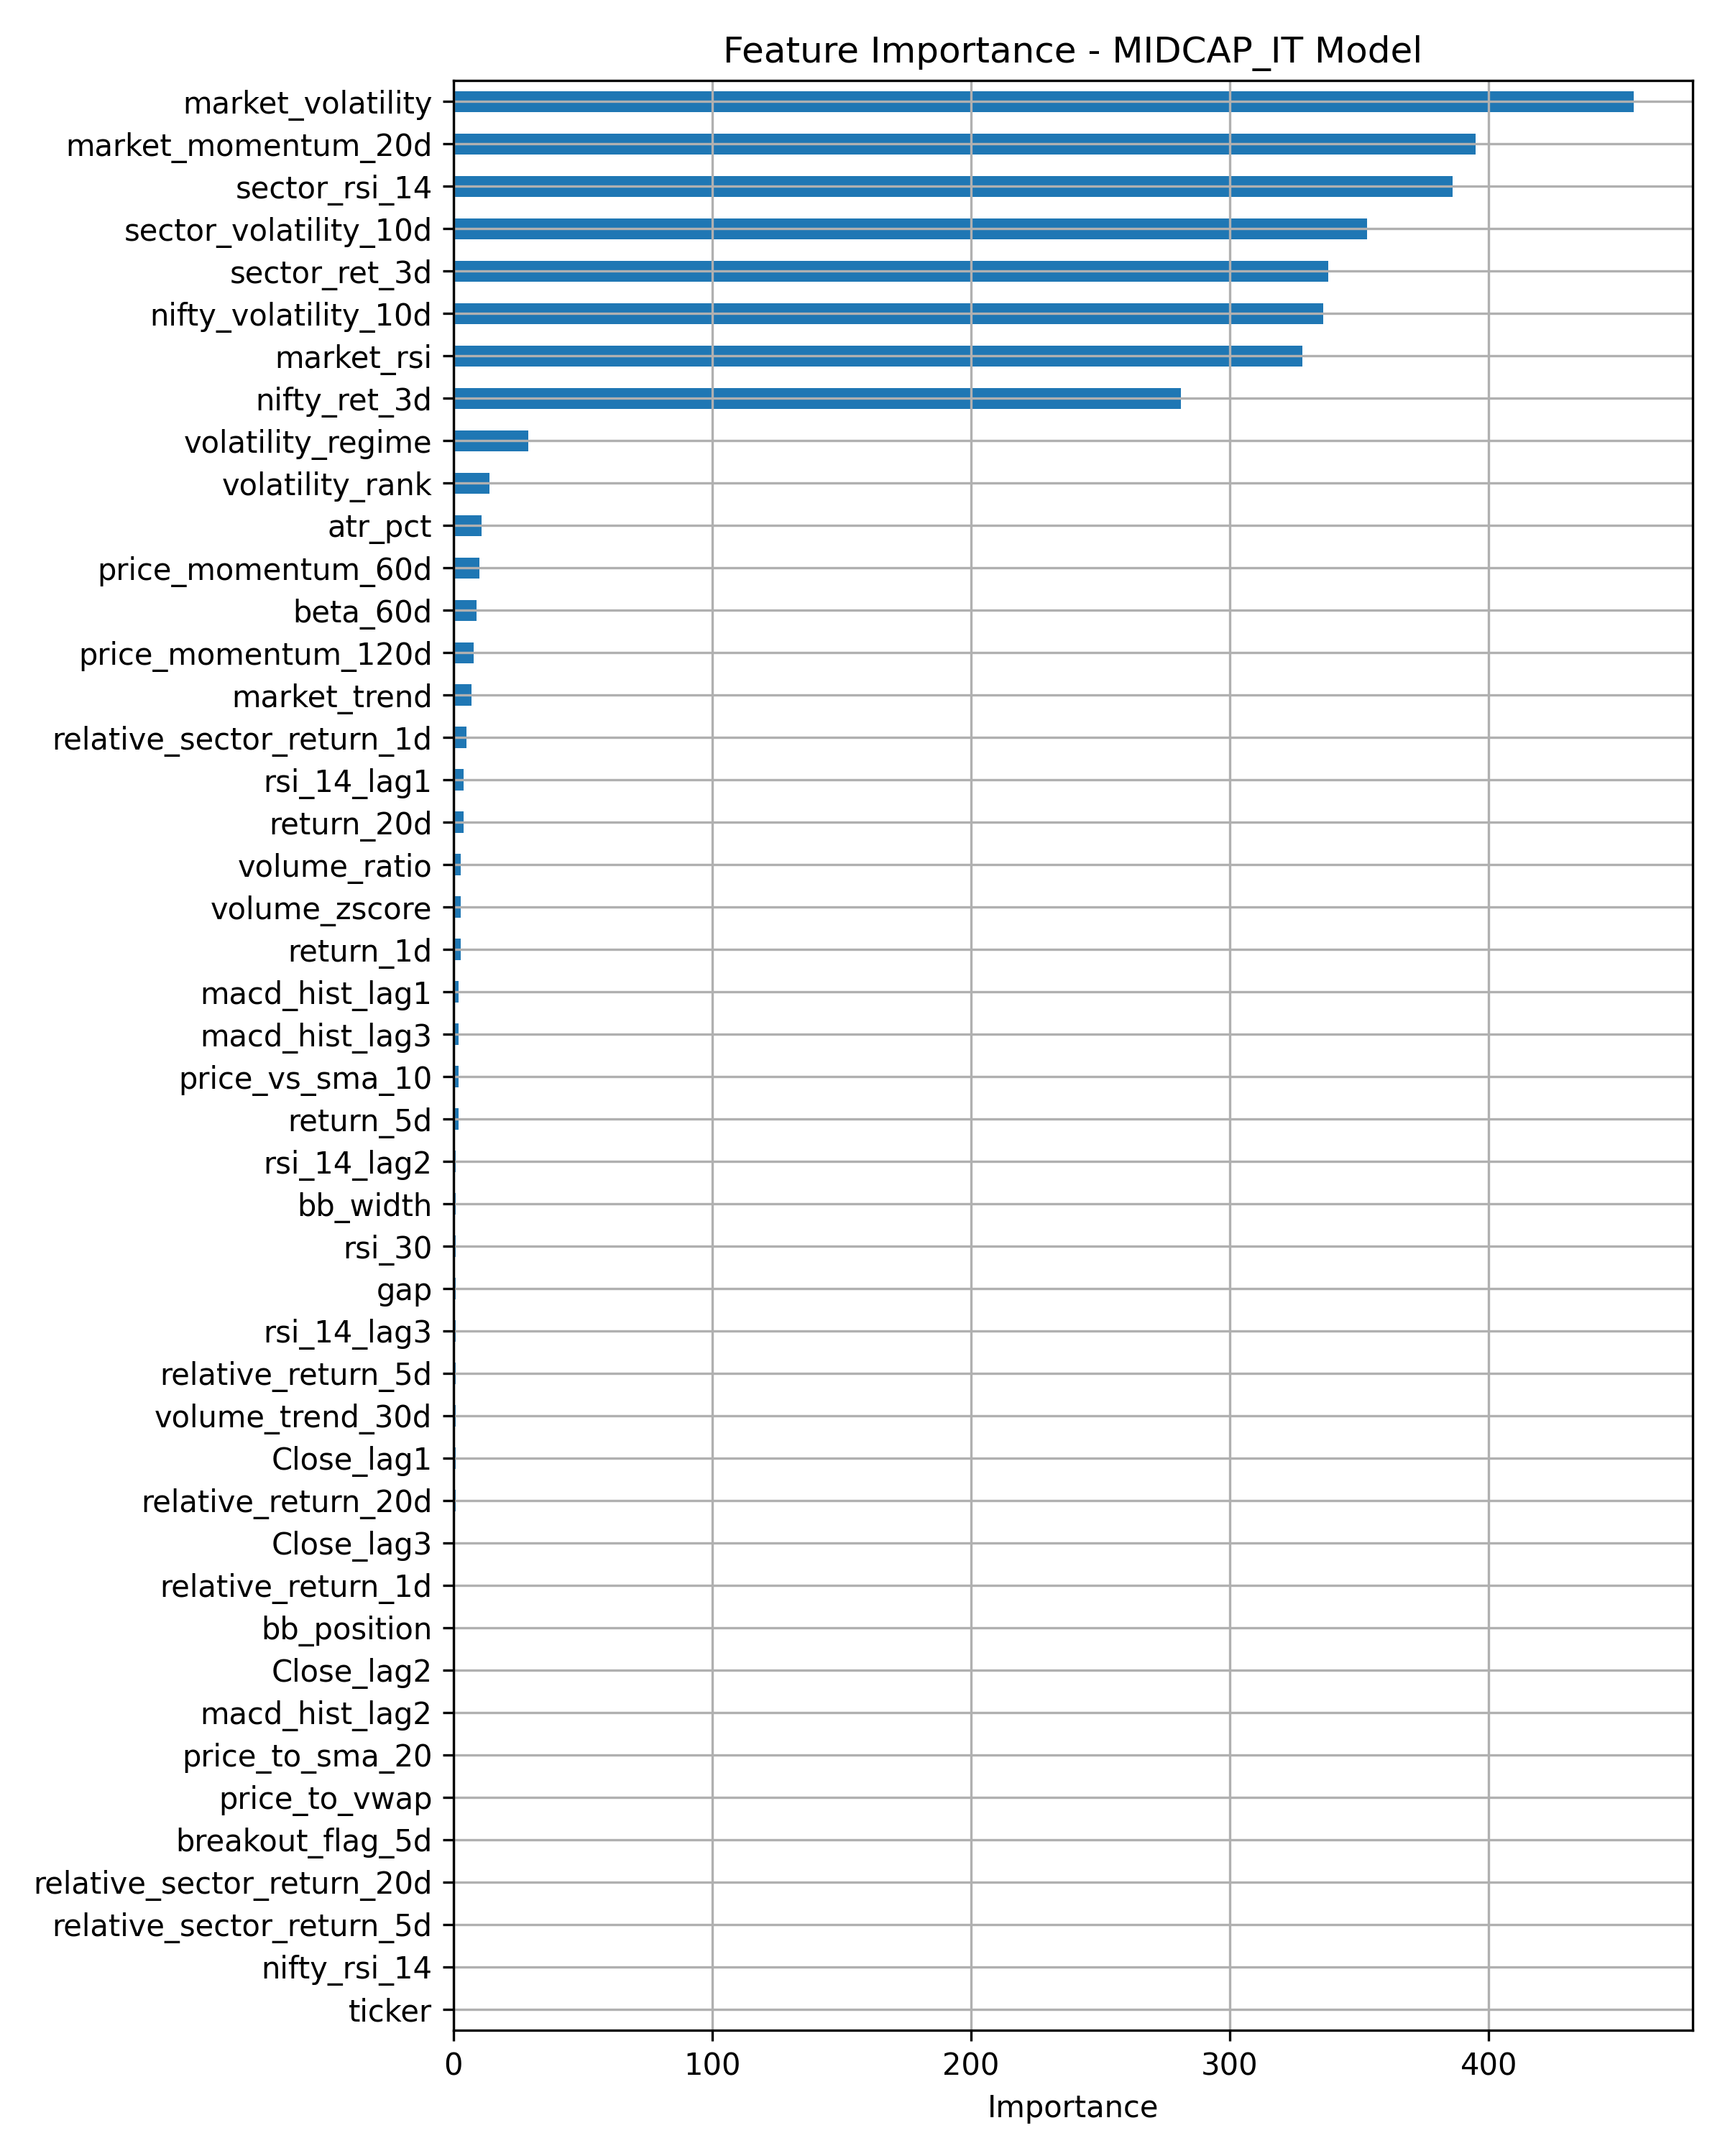 Feature Importance - MIDCAP_IT Model
market_volatility
market_momentum_20d
sector_rsi_14
sector_volatility_10d
sector_ret_3d
nifty_volatility_10d
market_rsi
nifty_ret_3d
volatility_regime
volatility_rank
atr_pct
price_momentum_60d
beta_60d
price_momentum_120d
market_trend
relative_sector_return_1d
rsi_14_lag1
return_20d
volume_ratio
volume_zscore
return_1d
macd_hist_lag1
macd_hist_lag3
price_vs_sma_10
return_5d
rsi_14_lag2
bb_width
rsi_30
gap
rsi_14_lag3
relative_return_5d
volume_trend_30d
Close_lag1
relative_return_20d
Close_lag3
relative_return_1d
bb_position
Close_lag2
macd_hist_lag2
price_to_sma_20
price_to_vwap
breakout_flag_5d
relative_sector_return_20d
relative_sector_return_5d
nifty_rsi_14
ticker
0 100 200 300 400
Importance